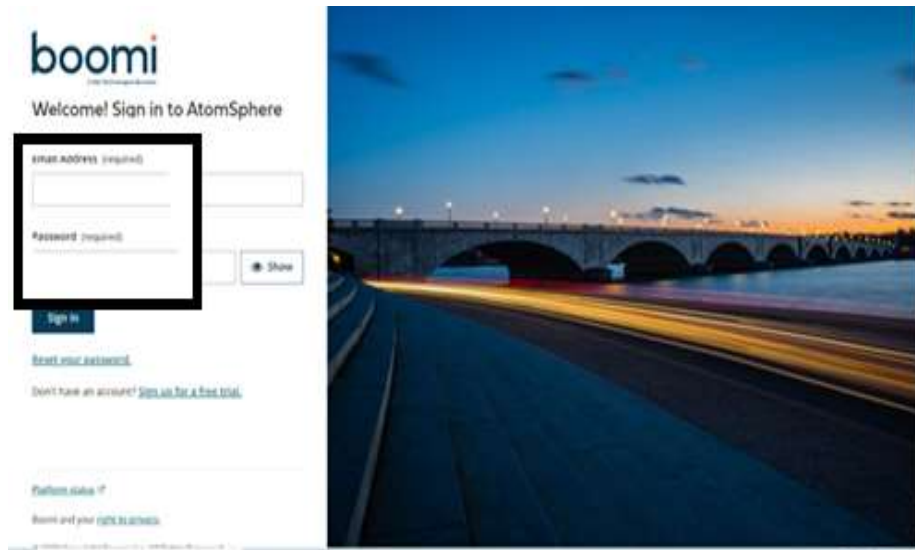 boomi
Welcome! Sign in to AtomSphere
Email Address (required)
Password (required)
Show
Sign In
Reset your password.
Don't have an account? Sign up for a free trial.
Platform status
Boomi and your right to privacy.